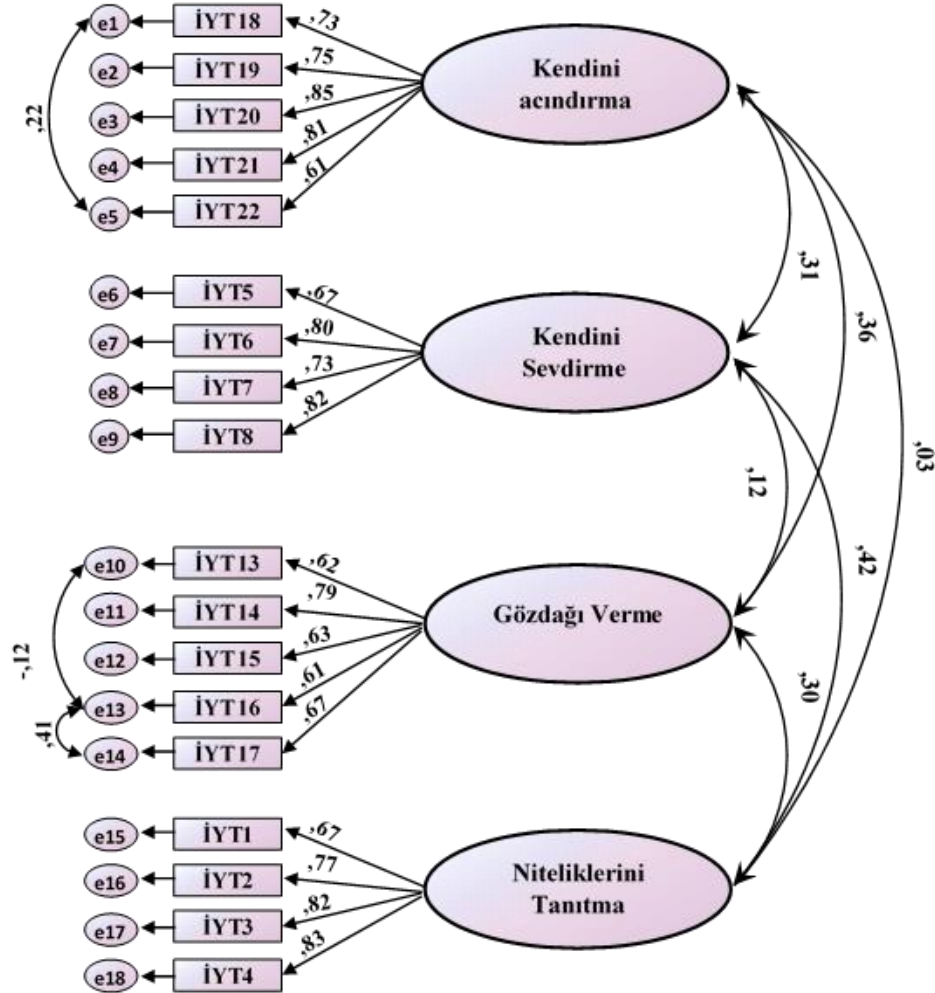 e1 İYT18 ,73
e2 İYT19 ,75
e3 İYT20 ,85
e4 İYT21 ,81
e5 İYT22 ,61
,22
Kendini
acındırma
e6 İYT5 ,67
e7 İYT6 ,80
e8 İYT7 ,73
e9 İYT8 ,82
Kendini
Sevdirme
,31
,36
,03
,12
,42
,30
e10 İYT13 ,62
e11 İYT14 ,79
e12 İYT15 ,63
e13 İYT16 ,61
e14 İYT17 ,67
-,12
,41
Gözdağı Verme
e15 İYT1 ,67
e16 İYT2 ,77
e17 İYT3 ,82
e18 İYT4 ,83
Niteliklerini
Tanıtma